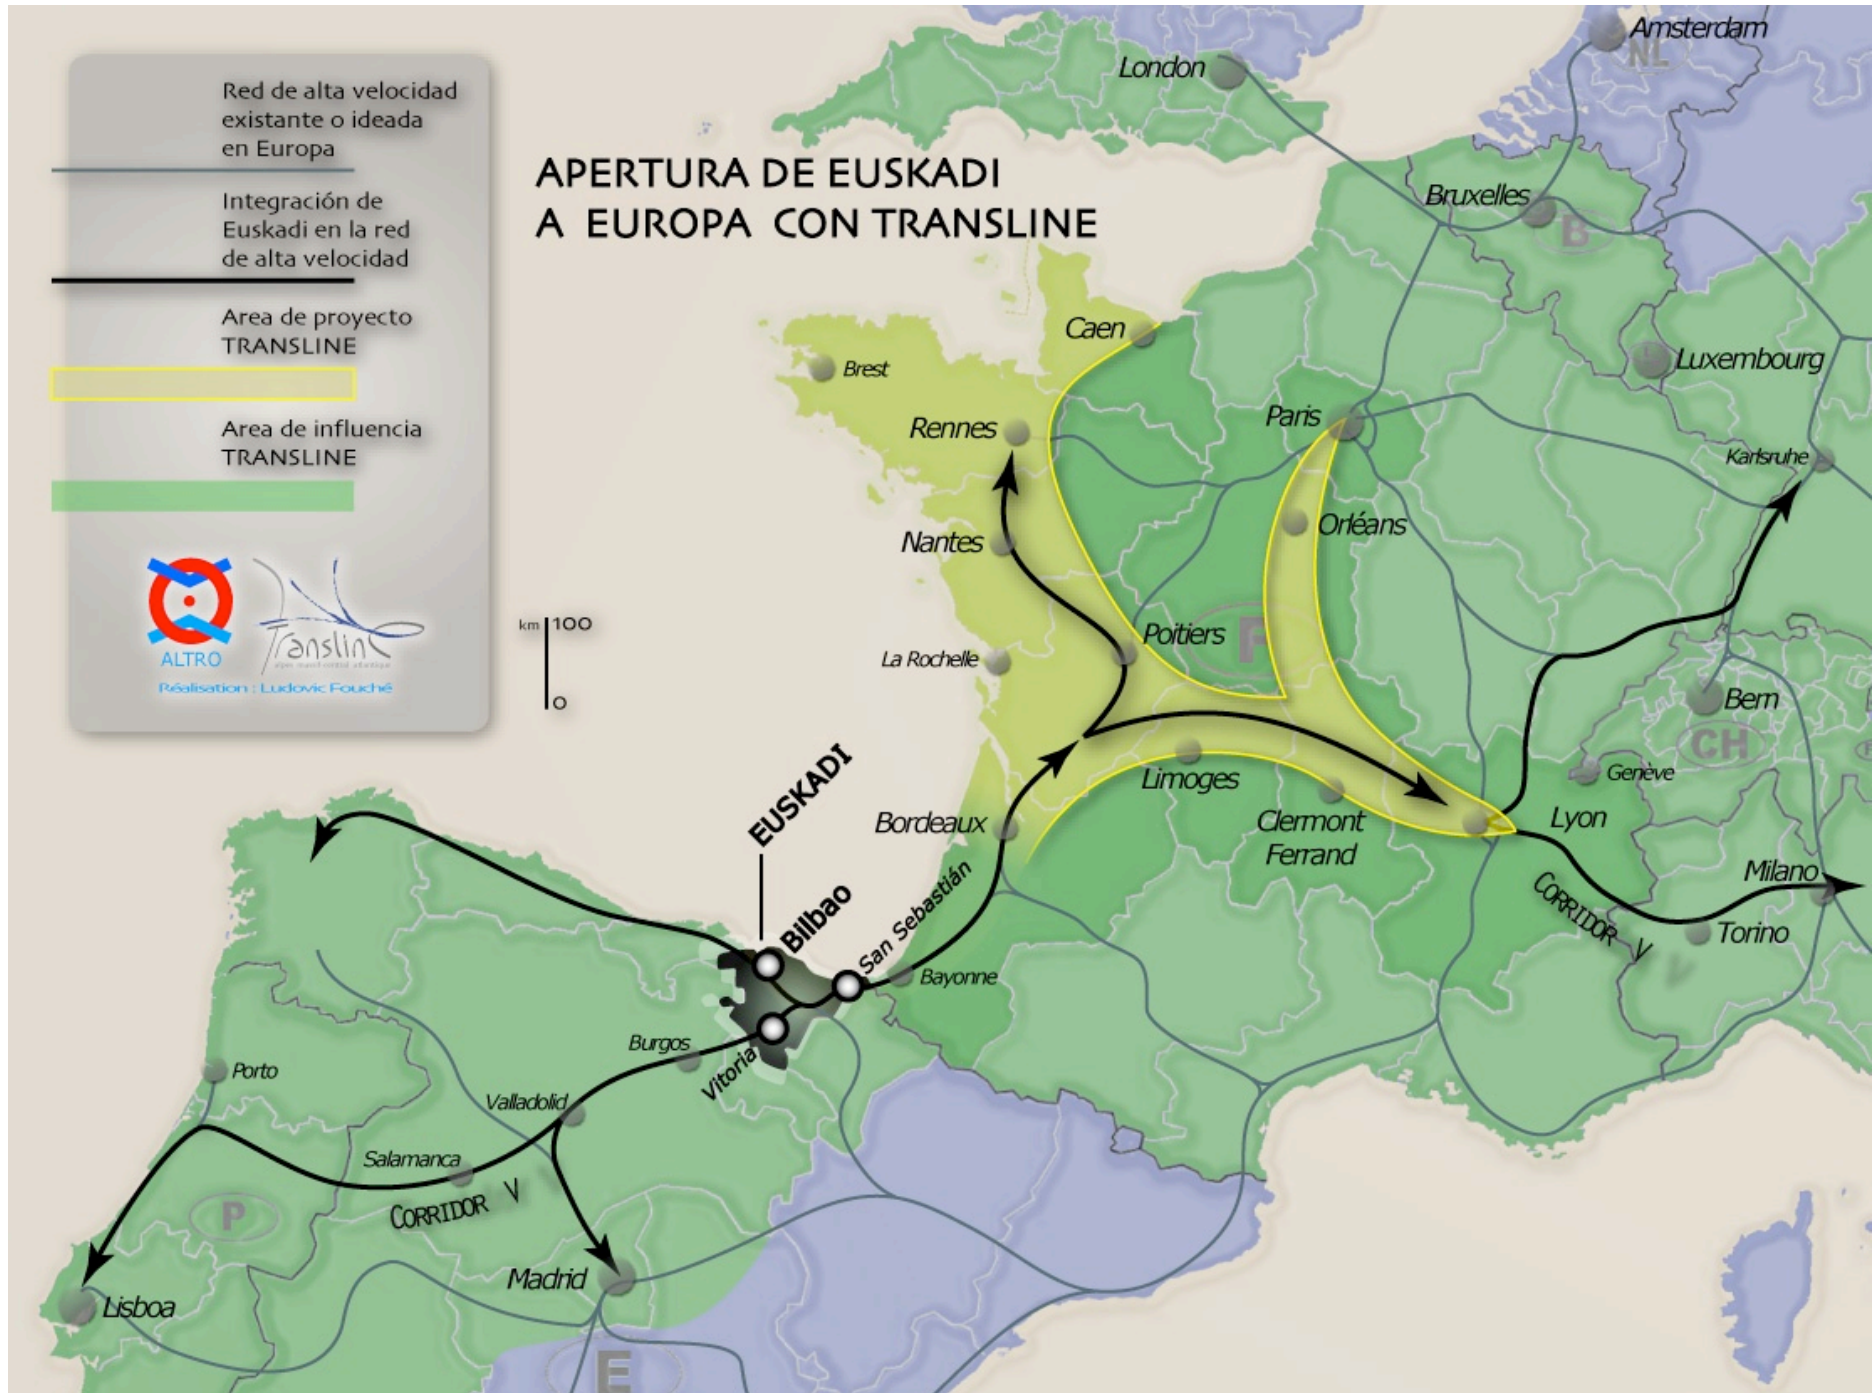 Red de alta velocidad
existante o ideada
en Europa
Integración de
Euskadi en la red
de alta velocidad
Area de proyecto
TRANSLINE
Area de influencia
TRANSLINE
ALTRO
Translin
Réalisation : Ludovic Fouché
APERTURA DE EUSKADI
A EUROPA CON TRANSLINE
km 100
0
London
Amsterdam
NL
Bruxelles
B
Luxembourg
L
Caen
Brest
Rennes
Paris
Karlsruhe
Nantes
Orléans
Poitiers
F
La Rochelle
Bern
CH
Genève
Limoges
Bordeaux
Clermont
Ferrand
Lyon
Milano
Torino
CORRIDOR V
EUSKADI
Bilbao
San Sebastián
Bayonne
Vitoria
Burgos
Porto
Valladolid
Salamanca
CORRIDOR V
P
Madrid
Lisboa
E